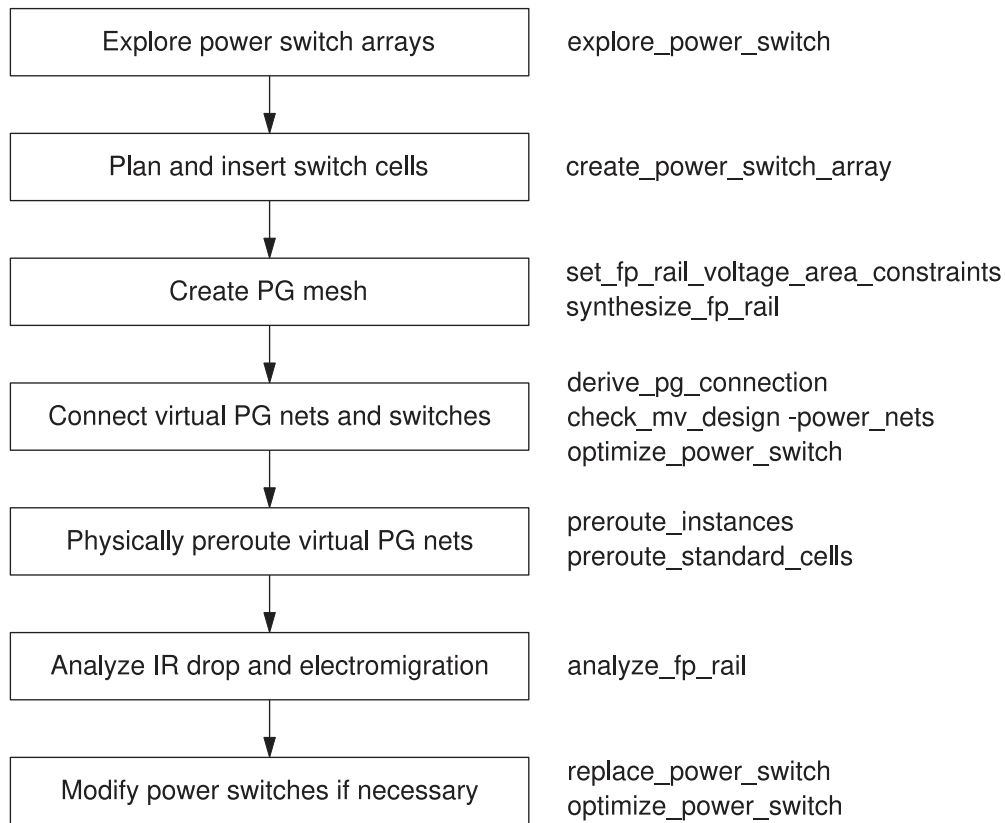 Explore power switch arrays
explore_power_switch
Plan and insert switch cells
create_power_switch_array
Create PG mesh
set_fp_rail_voltage_area_constraints
synthesize_fp_rail
Connect virtual PG nets and switches
derive_pg_connection
check_mv_design -power_nets
optimize_power_switch
Physically preroute virtual PG nets
preroute_instances
preroute_standard_cells
Analyze IR drop and electromigration
analyze_fp_rail
Modify power switches if necessary
replace_power_switch
optimize_power_switch